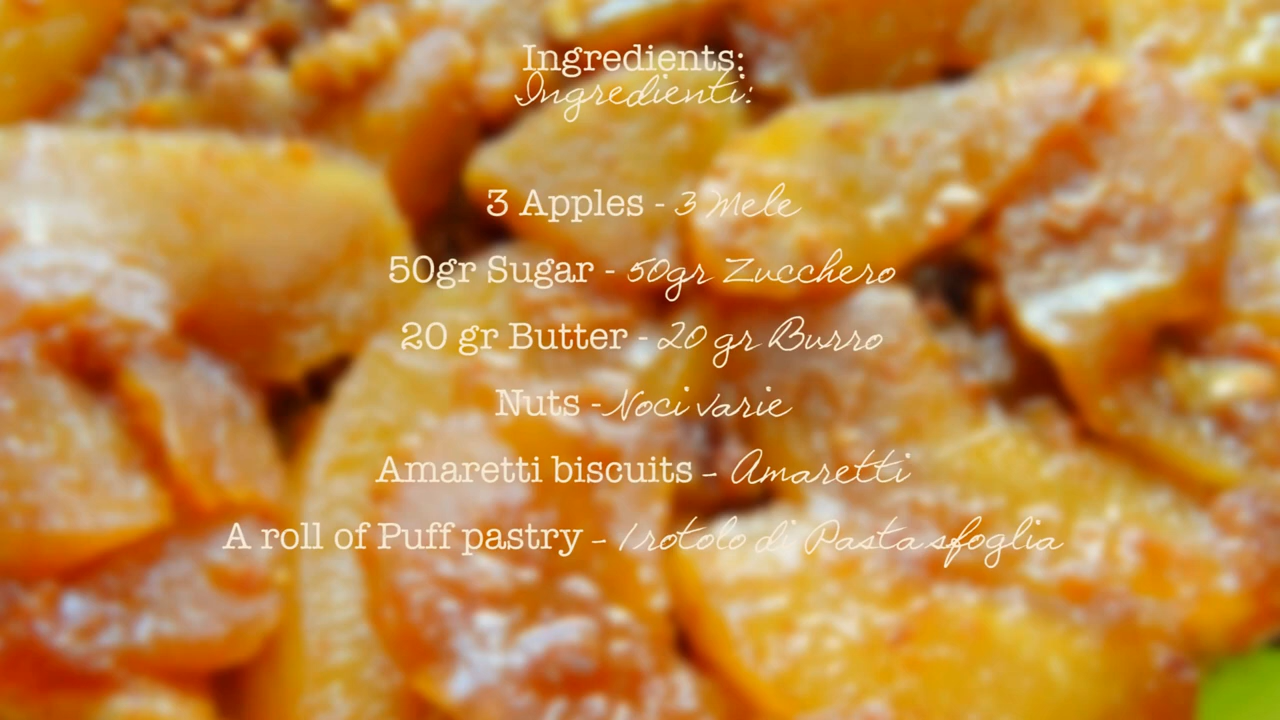 Ingredients:
Ingredienti:
3 Apples - 3 Mele
50gr Sugar - 50gr Zucchero
20 gr Butter - 20 gr Burro
Nuts - Noci varie
Amaretti biscuits - Amaretti
A roll of Puff pastry - 1 rotolo di Pasta sfoglia